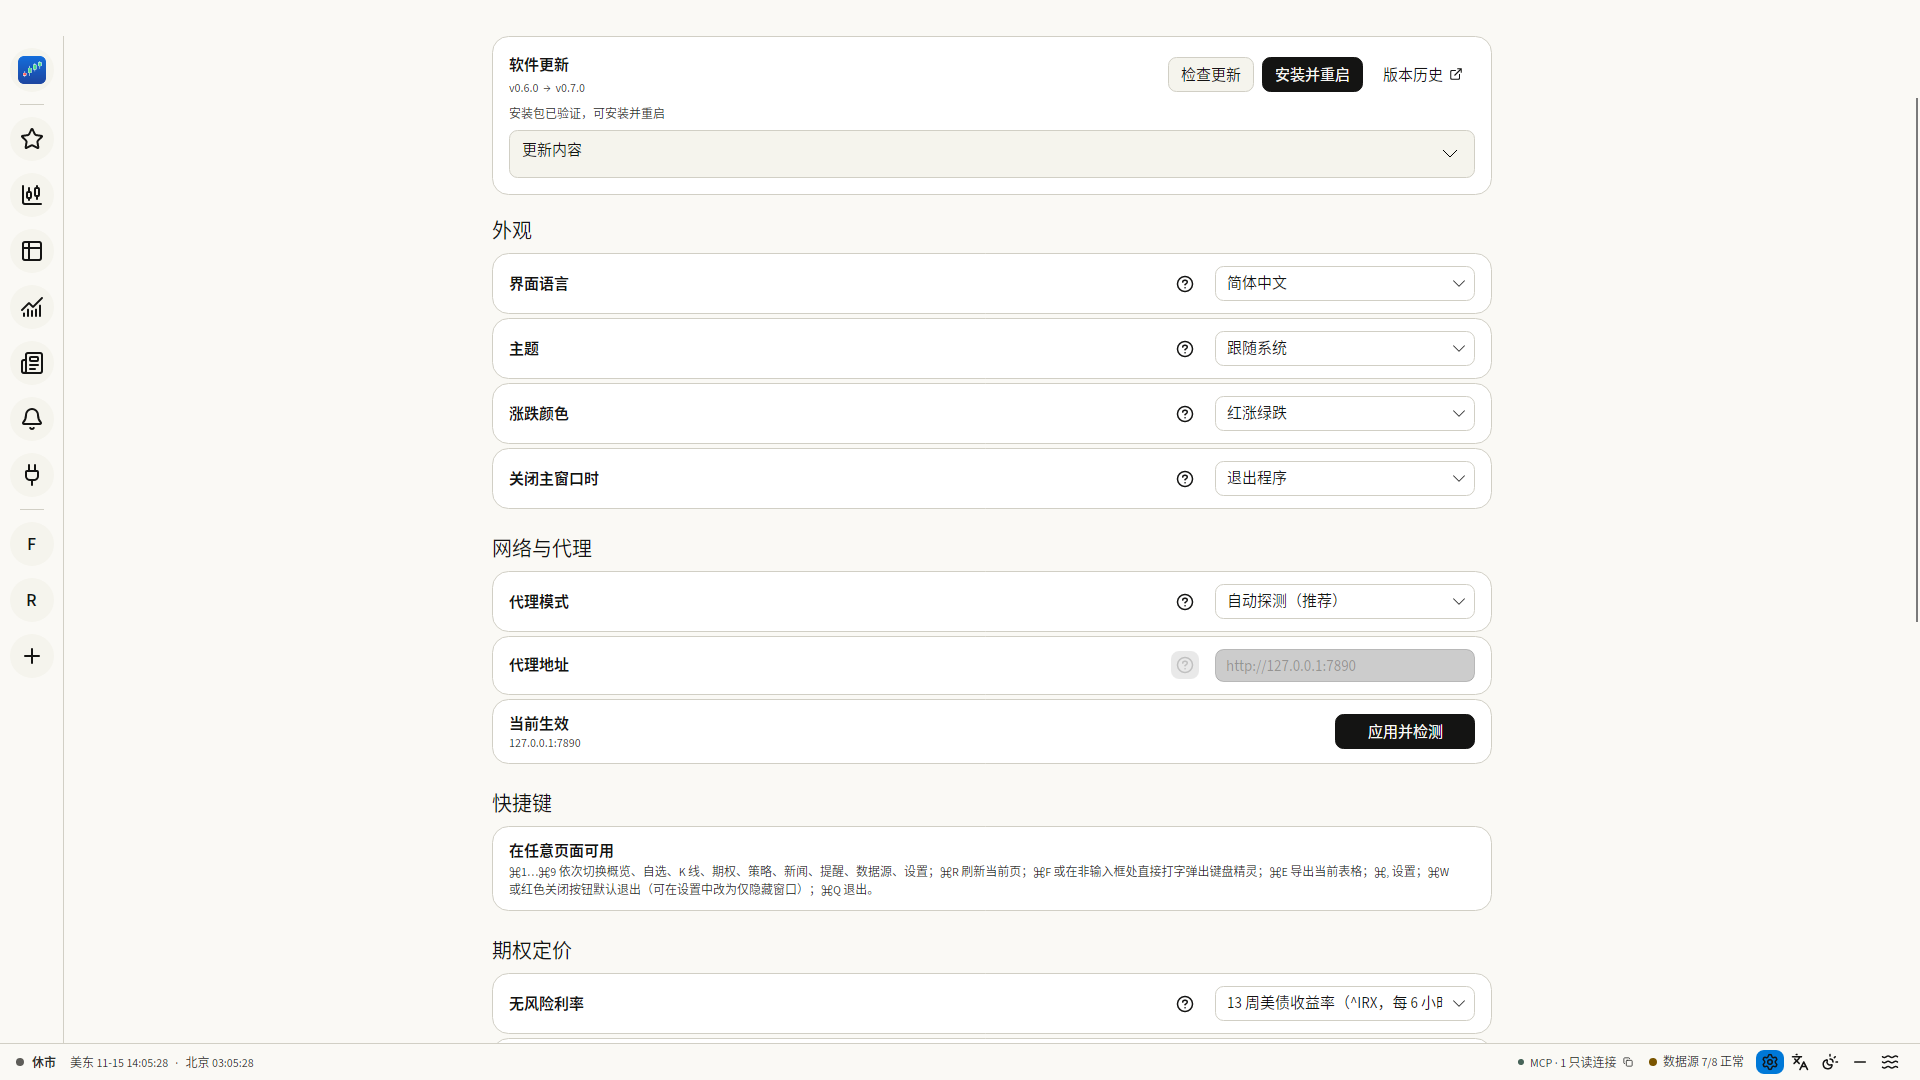 软件更新
v0.6.0 → v0.7.0
安装包已验证，可安装并重启
检查更新
安装并重启
版本历史
更新内容
外观
界面语言
简体中文
主题
跟随系统
涨跌颜色
红涨绿跌
关闭主窗口时
退出程序
网络与代理
代理模式
自动探测（推荐）
代理地址
http://127.0.0.1:7890
当前生效
127.0.0.1:7890
应用并检测
快捷键
在任意页面可用
⌘1…⌘9 依次切换概览、自选、K 线、期权、策略、新闻、提醒、数据源、设置；⌘R 刷新当前页；⌘F 或在非输入框处直接打字弹出键盘精灵；⌘E 导出当前表格；⌘, 设置；⌘W
或红色关闭按钮默认退出（可在设置中改为仅隐藏窗口）；⌘Q 退出。
期权定价
无风险利率
13 周美债收益率（^IRX，每 6 小
F
R
休市
美东 11-15 14:05:28 · 北京 03:05:28
MCP · 1 只读连接
数据源 7/8 正常